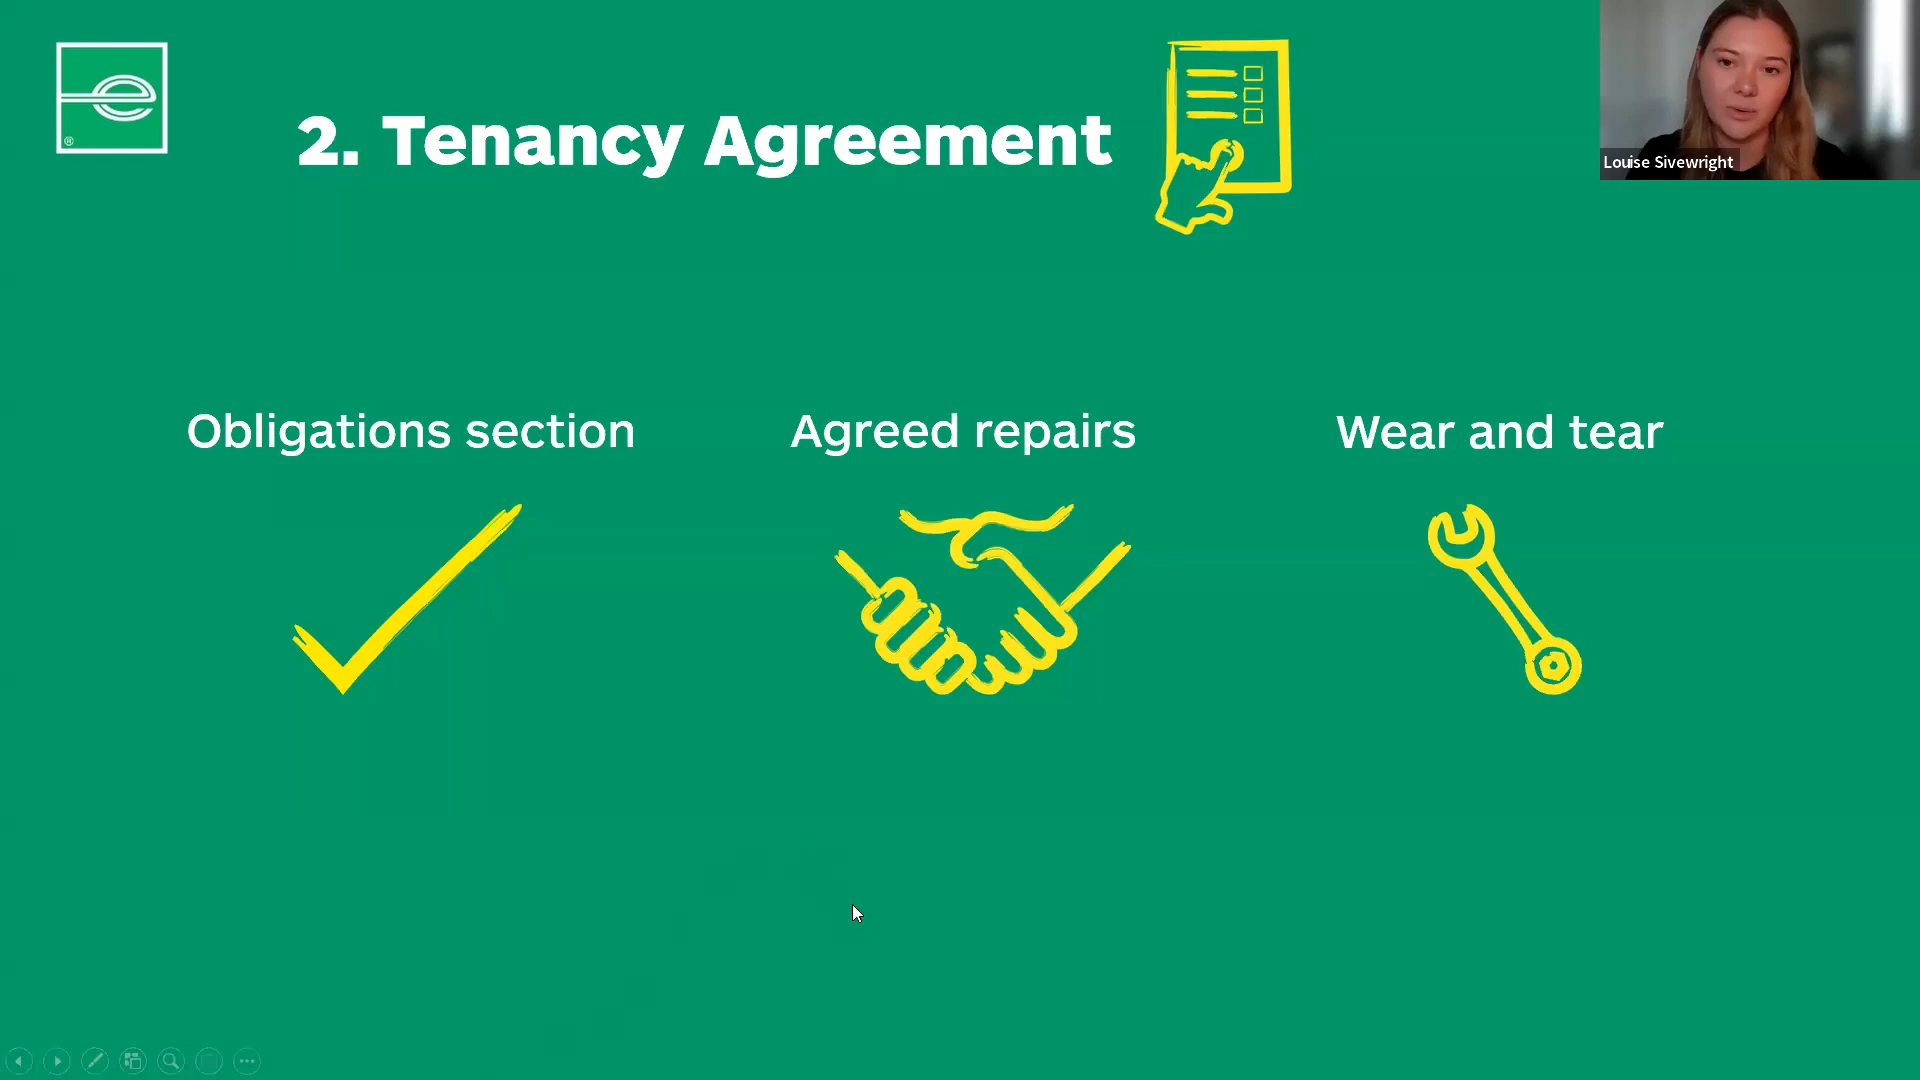 2. Tenancy Agreement
Louise Sivewright
Obligations section
Agreed repairs
Wear and tear
e
®